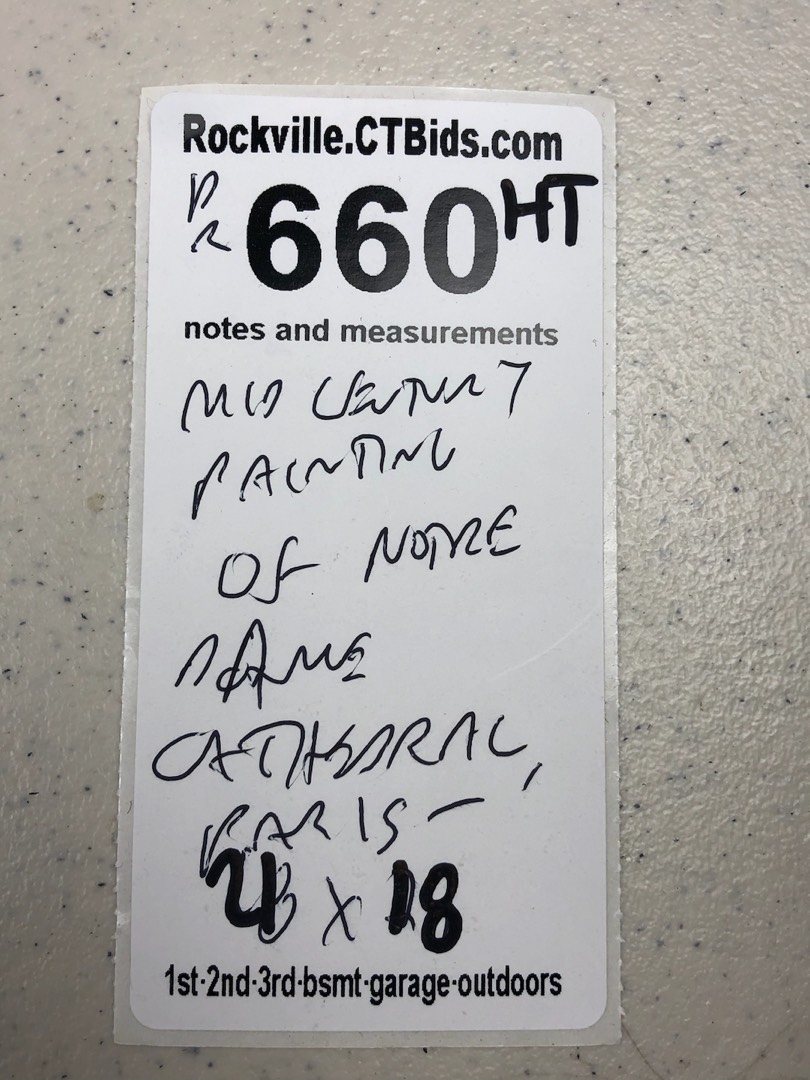 Rockville.CTBids.com
DR 660 HT
notes and measurements
MID CENTURY
PAINTING
OF NOTRE
DAME
CATHEDRAL,
PARIS –
x 18
1st·2nd·3rd·bsmt·garage·outdoors